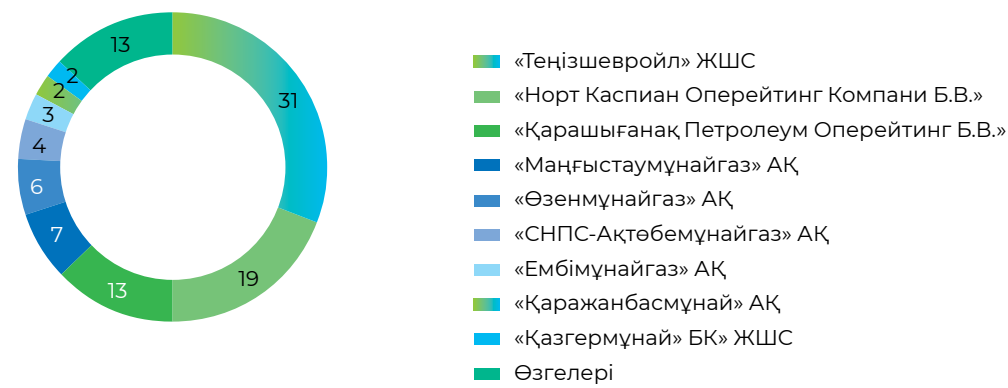 31
19
13
7
6
4
3
2
2
13
«Теңізшевройл» ЖШС
«Норт Каспиан Оперейтинг Компани Б.В.»
«Қарашығанақ Петролеум Оперейтинг Б.В.»
«Маңғыстаумұнайгаз» АҚ
«Өзенмұнайгаз» АҚ
«СНПС-Ақтөбемұнайгаз» АҚ
«Ембімұнайгаз» АҚ
«Қаражанбасмұнай» АҚ
«Қазгермұнай» БК» ЖШС
Өзгелері